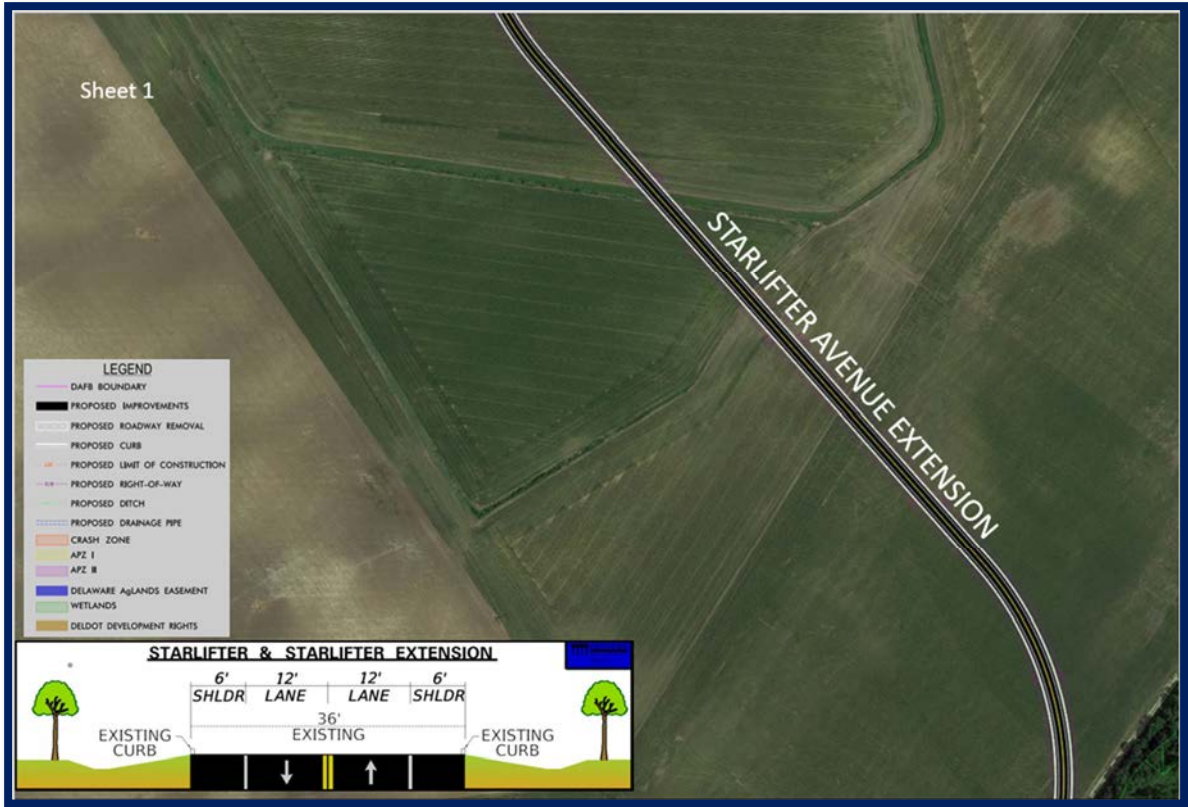 Sheet 1
STARLIFTER AVENUE EXTENSION
LEGEND
DAFB BOUNDARY
PROPOSED IMPROVEMENTS
PROPOSED ROADWAY REMOVAL
PROPOSED CURB
PROPOSED LIMIT OF CONSTRUCTION
PROPOSED RIGHT-OF-WAY
PROPOSED DITCH
PROPOSED DRAINAGE PIPE
CRASH ZONE
APZ I
APZ II
DELAWARE AgLANDS EASEMENT
WETLANDS
DELDOT DEVELOPMENT RIGHTS
STARLIFTER & STARLIFTER EXTENSION
6' 12' 12' 6'
SHLDR LANE LANE SHLDR
36'
EXISTING
EXISTING CURB
EXISTING CURB